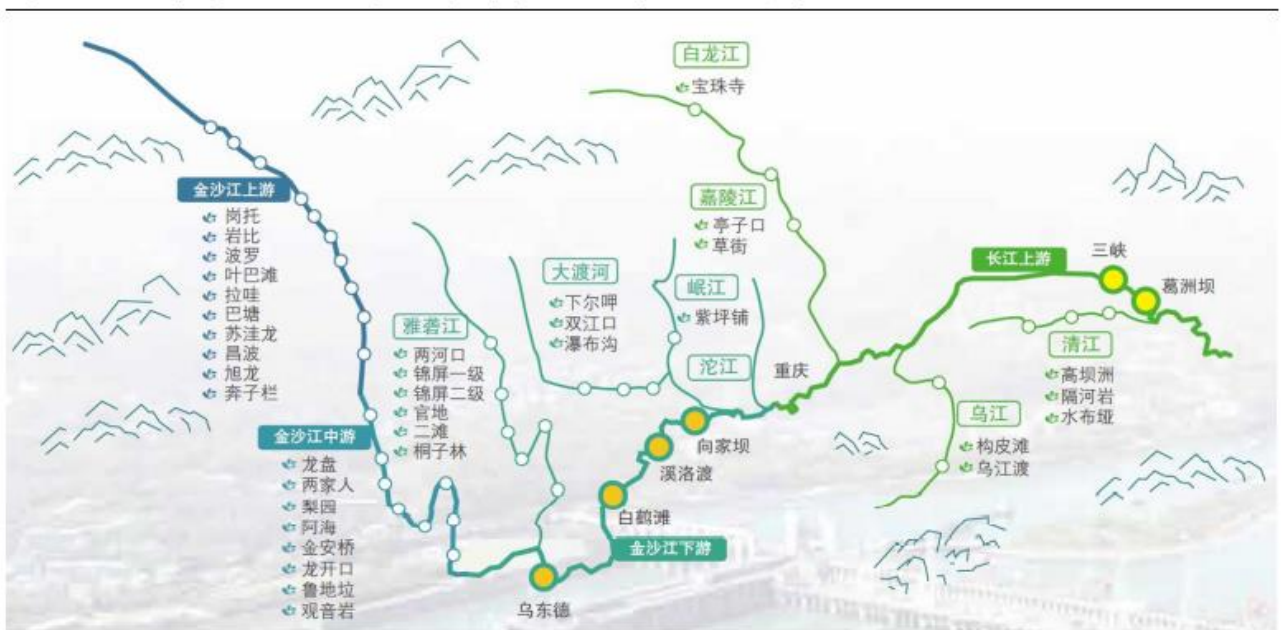 白龙江
宝珠寺
金沙江上游
岗托
岩比
波罗
叶巴滩
拉哇
巴塘
苏洼龙
昌波
旭龙
奔子栏
嘉陵江
亭子口
草街
大渡河
下尔呷
双江口
瀑布沟
岷江
紫坪铺
沱江
雅砻江
两河口
锦屏一级
锦屏二级
官地
二滩
桐子林
长江上游
三峡
葛洲坝
清江
高坝洲
隔河岩
水布垭
重庆
乌江
构皮滩
乌江渡
金沙江中游
龙盘
两家人
梨园
阿海
金安桥
龙开口
鲁地垃
观音岩
向家坝
溪洛渡
白鹤滩
金沙江下游
乌东德